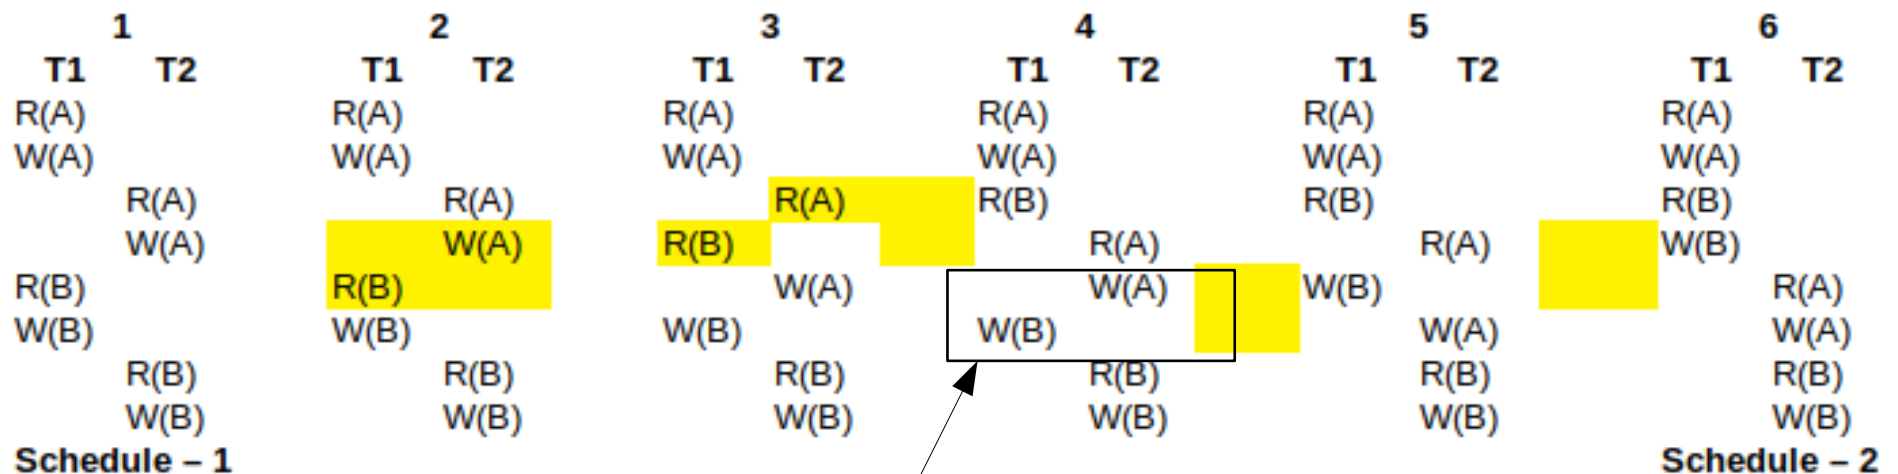 1 2 3 4 5 6
T1 T2 T1 T2 T1 T2 T1 T2 T1 T2 T1 T2
R(A) R(A) R(A) R(A) R(A) R(A)
W(A) W(A) W(A) W(A) W(A) W(A)
R(A) R(A) R(A) R(B) R(B) R(B)
W(A) W(A) R(B) R(A) R(A) W(B)
R(B) R(B) W(A) W(A) W(B) R(A)
W(B) W(B) W(B) W(B) W(A) W(A)
R(B) R(B) R(B) R(B) R(B) R(B)
W(B) W(B) W(B) W(B) W(B) W(B)
Schedule – 1 Schedule – 2